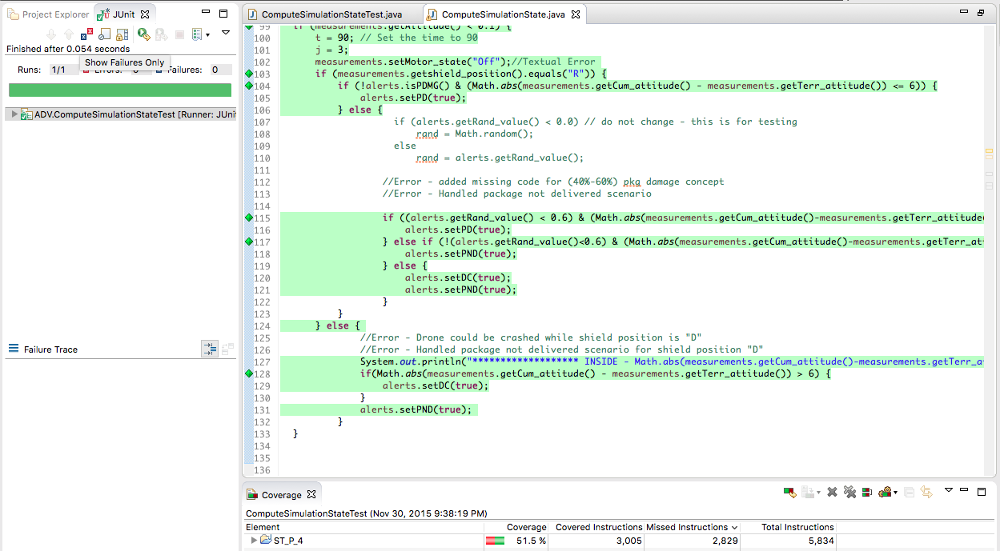 Project Explorer JUnit
Finished after 0.054 seconds
Show Failures Only
Runs: 1/1 Errors: 0 Failures: 0
ADV.ComputeSimulationStateTest [Runner: JUnit
Failure Trace
ComputeSimulationStateTest.java ComputeSimulationState.java
99 if (measurements.getAltitude() < 0.1) {
100 t = 90; // Set the time to 90
101 j = 3;
102 measurements.setMotor_state("Off");//Textual Error
103 if (measurements.getshield_position().equals("R")) {
104 if (!alerts.isPDMG() & (Math.abs(measurements.getCum_attitude() - measurements.getTerr_attitude()) <= 6)) {
105 alerts.setPD(true);
106 } else {
107 if (alerts.getRand_value() < 0.0) // do not change - this is for testing
108 rand = Math.random();
109 else
110 rand = alerts.getRand_value();
111
112 //Error - added missing code for (40%-60%) pkg damage concept
113 //Error - Handled package not delivered scenario
114
115 if ((alerts.getRand_value() < 0.6) & (Math.abs(measurements.getCum_attitude()-measurements.getTerr_attitude(
116 alerts.setPD(true);
117 } else if (!(alerts.getRand_value()<0.6) & (Math.abs(measurements.getCum_attitude()-measurements.getTerr_at
118 alerts.setPND(true);
119 } else {
120 alerts.setDC(true);
121 alerts.setPND(true);
122 }
123 }
124 } else {
125 //Error - Drone could be crashed while shield position is "D"
126 //Error - Handled package not delivered scenario for shield position "D"
127 System.out.println("******************* INSIDE - Math.abs(measurements.getCum_attitude()-measurements.getTerr_a
128 if(Math.abs(measurements.getCum_attitude() - measurements.getTerr_attitude()) > 6) {
129 alerts.setDC(true);
130 }
131 alerts.setPND(true);
132 }
133 }
134
135
136
Coverage
ComputeSimulationStateTest (Nov 30, 2015 9:38:19 PM)
Element Coverage Covered Instructions Missed Instructions Total Instructions
ST_P_4 51.5 % 3,005 2,829 5,834